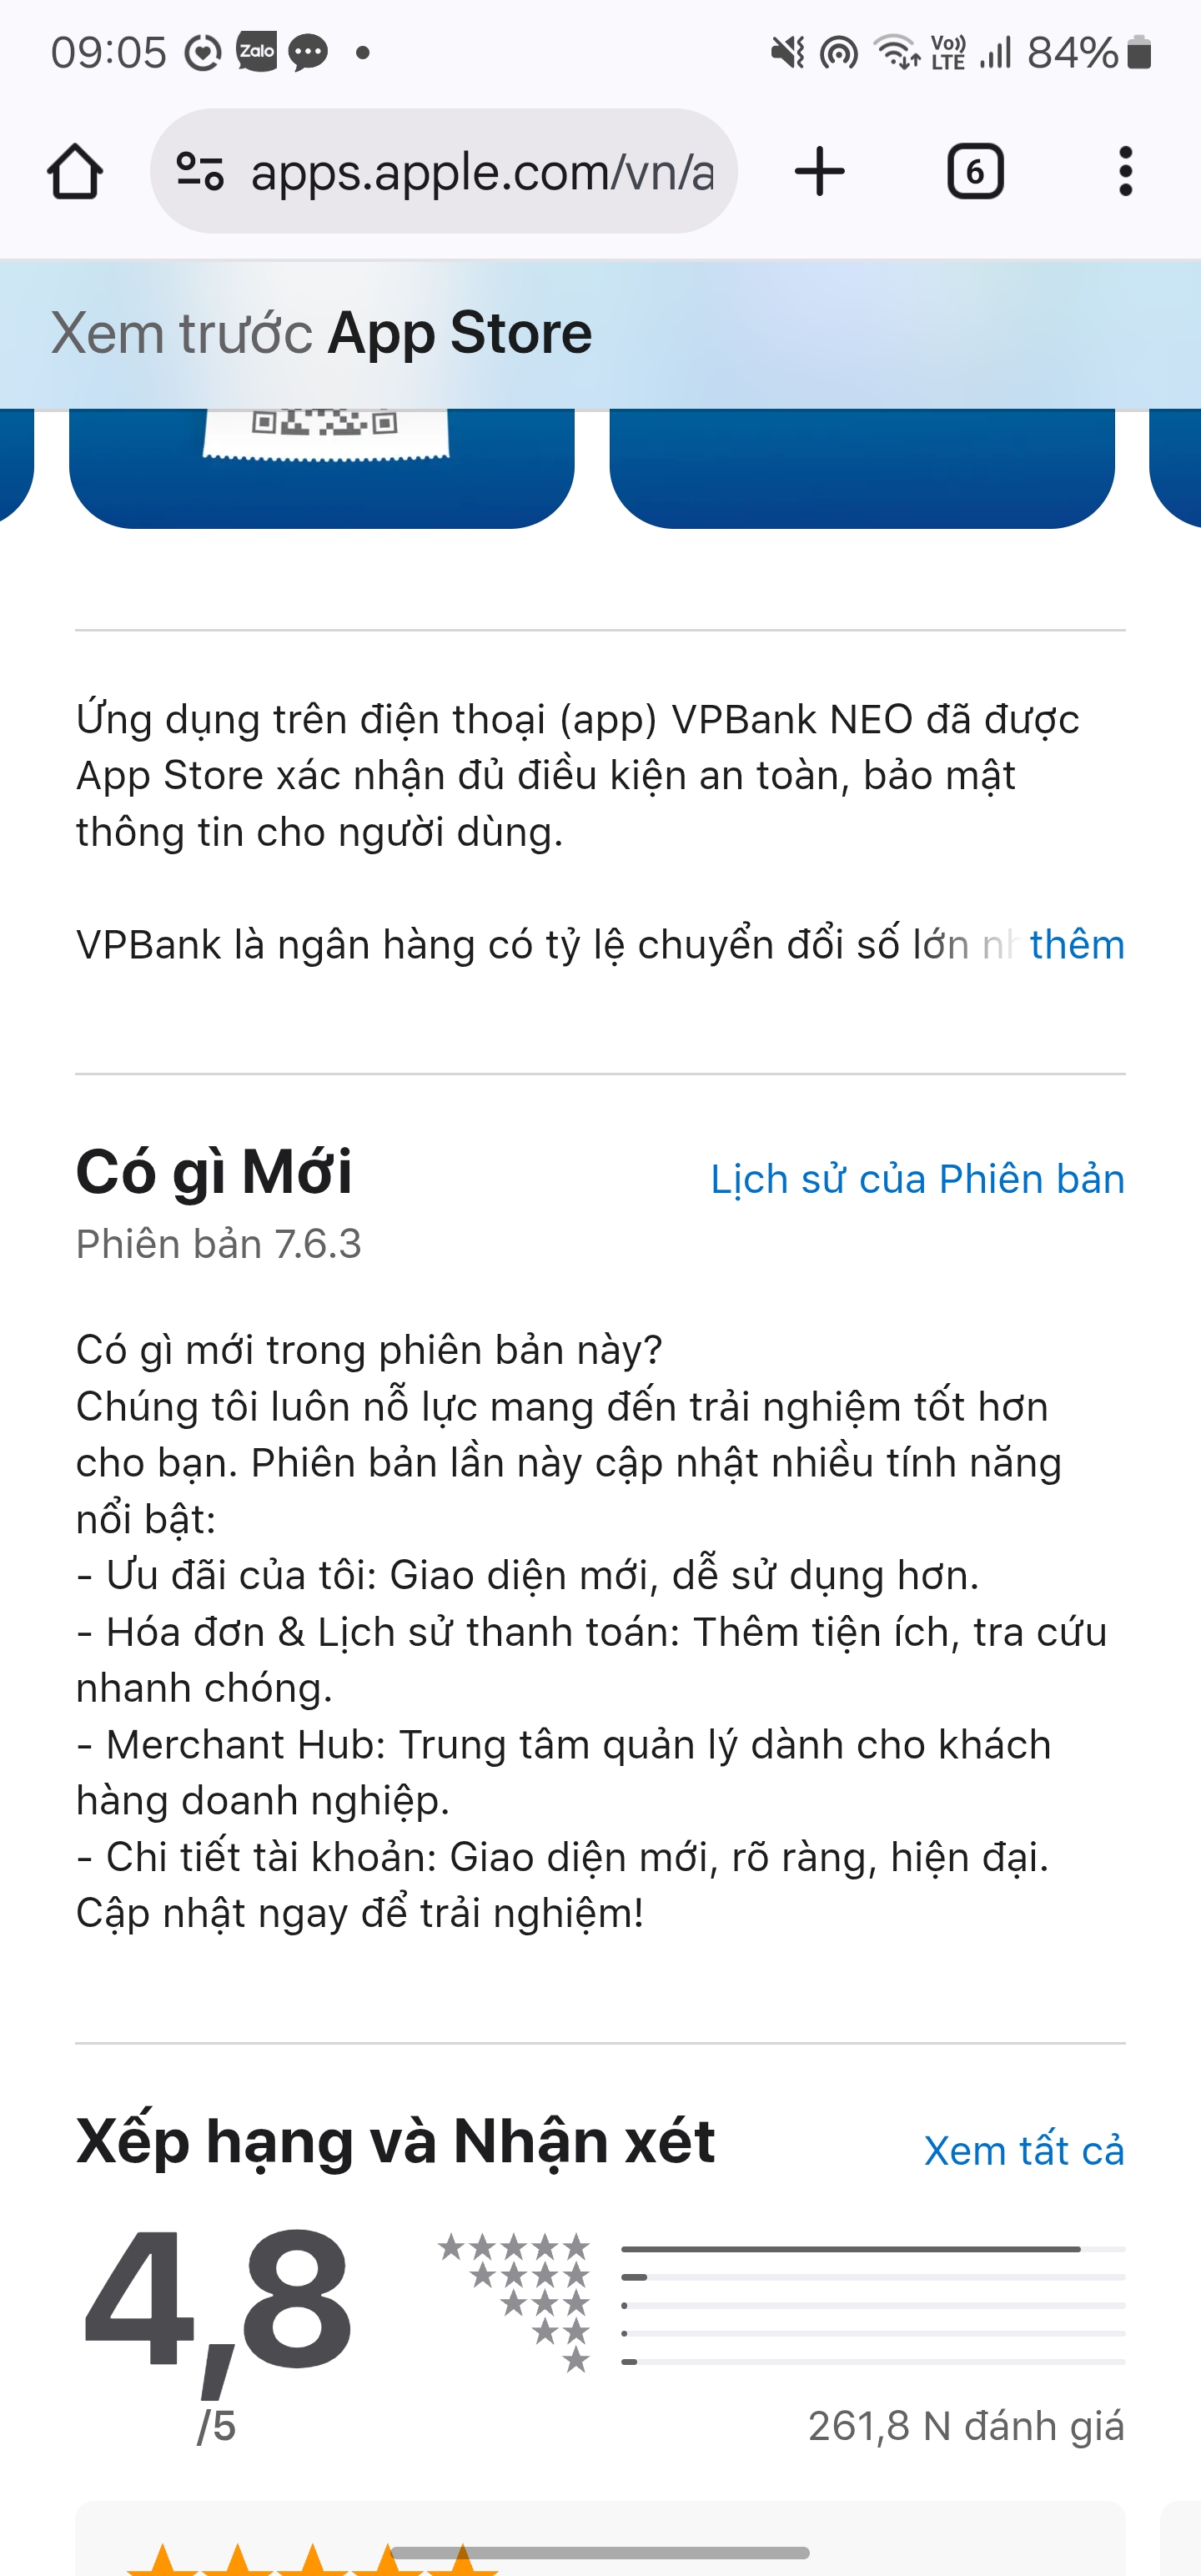 09:05
Zalo
Vo))
LTE
84%
apps.apple.com/vn/a
6
Xem trước App Store
Ứng dụng trên điện thoại (app) VPBank NEO đã được
App Store xác nhận đủ điều kiện an toàn, bảo mật
thông tin cho người dùng.
VPBank là ngân hàng có tỷ lệ chuyển đổi số lớn thêm
Có gì Mới
Lịch sử của Phiên bản
Phiên bản 7.6.3
Có gì mới trong phiên bản này?
Chúng tôi luôn nỗ lực mang đến trải nghiệm tốt hơn
cho bạn. Phiên bản lần này cập nhật nhiều tính năng
nổi bật:
- Ưu đãi của tôi: Giao diện mới, dễ sử dụng hơn.
- Hóa đơn & Lịch sử thanh toán: Thêm tiện ích, tra cứu
nhanh chóng.
- Merchant Hub: Trung tâm quản lý dành cho khách
hàng doanh nghiệp.
- Chi tiết tài khoản: Giao diện mới, rõ ràng, hiện đại.
Cập nhật ngay để trải nghiệm!
Xếp hạng và Nhận xét
Xem tất cả
4,8
/5
261,8 N đánh giá